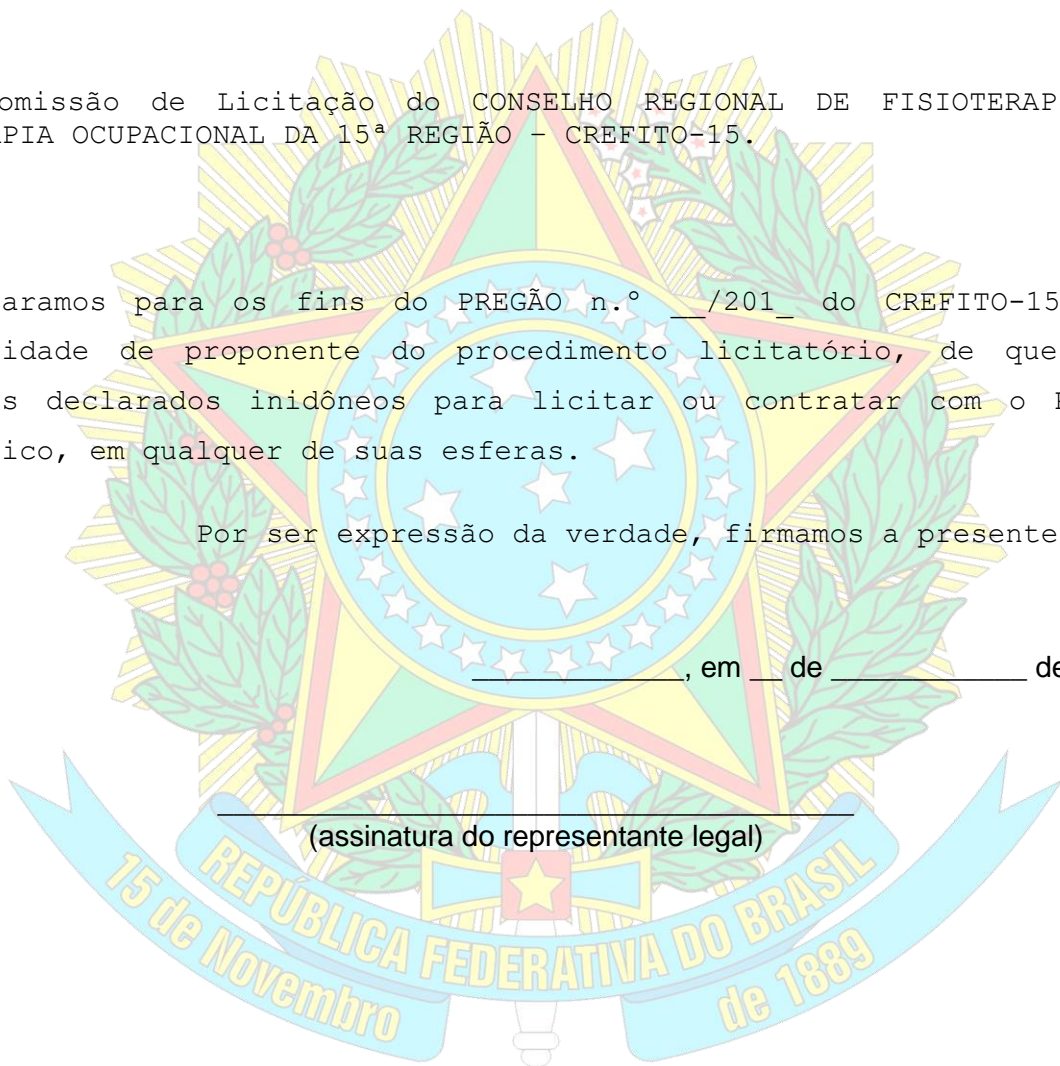 omissão de Licitação do CONSELHO REGIONAL DE FISIOTERAP
APIA OCUPACIONAL DA 15ª REGIÃO – CREFITO-15.
aramos para os fins do PREGÃO n.º __/201_ do CREFITO-15
idade de proponente do procedimento licitatório, de que
s declarados inidôneos para licitar ou contratar com o
ico, em qualquer de suas esferas.
Por ser expressão da verdade, firmamos a presente
_____________, em __ de ____________ de
_______________________________________
(assinatura do representante legal)
REPÚBLICA FEDERATIVA DO BRASIL
15 de Novembro de 1889